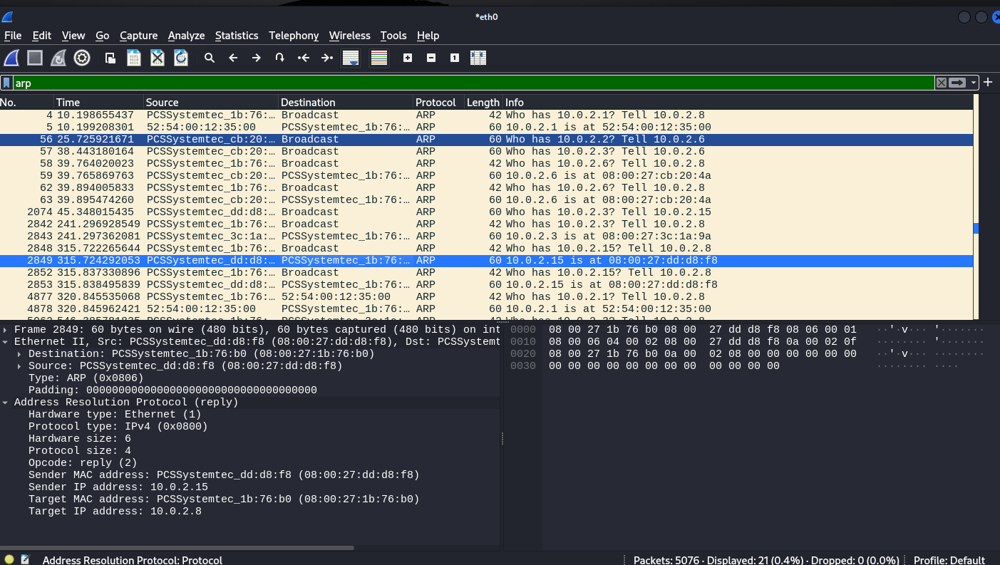 *eth0
File Edit View Go Capture Analyze Statistics Telephony Wireless Tools Help
arp
No. Time Source Destination Protocol Length Info
4 10.198655437 PCSSystemtec_1b:76:… Broadcast ARP 42 Who has 10.0.2.1? Tell 10.0.2.8
5 10.199208301 52:54:00:12:35:00 PCSSystemtec_1b:76:… ARP 60 10.0.2.1 is at 52:54:00:12:35:00
56 25.725921671 PCSSystemtec_cb:20:… Broadcast ARP 60 Who has 10.0.2.2? Tell 10.0.2.6
57 38.443180164 PCSSystemtec_cb:20:… Broadcast ARP 60 Who has 10.0.2.3? Tell 10.0.2.6
58 39.764020023 PCSSystemtec_1b:76:… Broadcast ARP 42 Who has 10.0.2.6? Tell 10.0.2.8
59 39.765869763 PCSSystemtec_cb:20:… PCSSystemtec_1b:76:… ARP 60 10.0.2.6 is at 08:00:27:cb:20:4a
62 39.894005833 PCSSystemtec_1b:76:… Broadcast ARP 42 Who has 10.0.2.6? Tell 10.0.2.8
63 39.895474260 PCSSystemtec_cb:20:… PCSSystemtec_1b:76:… ARP 60 10.0.2.6 is at 08:00:27:cb:20:4a
2074 45.348015435 PCSSystemtec_dd:d8:… Broadcast ARP 60 Who has 10.0.2.3? Tell 10.0.2.15
2842 241.296928549 PCSSystemtec_1b:76:… Broadcast ARP 42 Who has 10.0.2.3? Tell 10.0.2.8
2843 241.297362081 PCSSystemtec_3c:1a:… PCSSystemtec_1b:76:… ARP 60 10.0.2.3 is at 08:00:27:3c:1a:9a
2848 315.722265644 PCSSystemtec_1b:76:… Broadcast ARP 42 Who has 10.0.2.15? Tell 10.0.2.8
2849 315.724292053 PCSSystemtec_dd:d8:… PCSSystemtec_1b:76:… ARP 60 10.0.2.15 is at 08:00:27:dd:d8:f8
2852 315.837330896 PCSSystemtec_1b:76:… Broadcast ARP 42 Who has 10.0.2.15? Tell 10.0.2.8
2853 315.838495839 PCSSystemtec_dd:d8:… PCSSystemtec_1b:76:… ARP 60 10.0.2.15 is at 08:00:27:dd:d8:f8
4877 320.845535068 PCSSystemtec_1b:76:… 52:54:00:12:35:00 ARP 42 Who has 10.0.2.1? Tell 10.0.2.8
4878 320.845962421 52:54:00:12:35:00 PCSSystemtec_1b:76:… ARP 60 10.0.2.1 is at 52:54:00:12:35:00
Frame 2849: 60 bytes on wire (480 bits), 60 bytes captured (480 bits) on int
Ethernet II, Src: PCSSystemtec_dd:d8:f8 (08:00:27:dd:d8:f8), Dst: PCSSystemt
Destination: PCSSystemtec_1b:76:b0 (08:00:27:1b:76:b0)
Source: PCSSystemtec_dd:d8:f8 (08:00:27:dd:d8:f8)
Type: ARP (0x0806)
Padding: 000000000000000000000000000000000000
Address Resolution Protocol (reply)
Hardware type: Ethernet (1)
Protocol type: IPv4 (0x0800)
Hardware size: 6
Protocol size: 4
Opcode: reply (2)
Sender MAC address: PCSSystemtec_dd:d8:f8 (08:00:27:dd:d8:f8)
Sender IP address: 10.0.2.15
Target MAC address: PCSSystemtec_1b:76:b0 (08:00:27:1b:76:b0)
Target IP address: 10.0.2.8
0000 08 00 27 1b 76 b0 08 00 27 dd d8 f8 08 06 00 01 ··'·v··· '·······
0010 08 00 06 04 00 02 08 00 27 dd d8 f8 0a 00 02 0f ········ '·······
0020 08 00 27 1b 76 b0 0a 00 02 08 00 00 00 00 00 00 ··'·v··· ········
0030 00 00 00 00 00 00 00 00 00 00 00 00 ········ ····
Address Resolution Protocol: Protocol
Packets: 5076 · Displayed: 21 (0.4%) · Dropped: 0 (0.0%)
Profile: Default